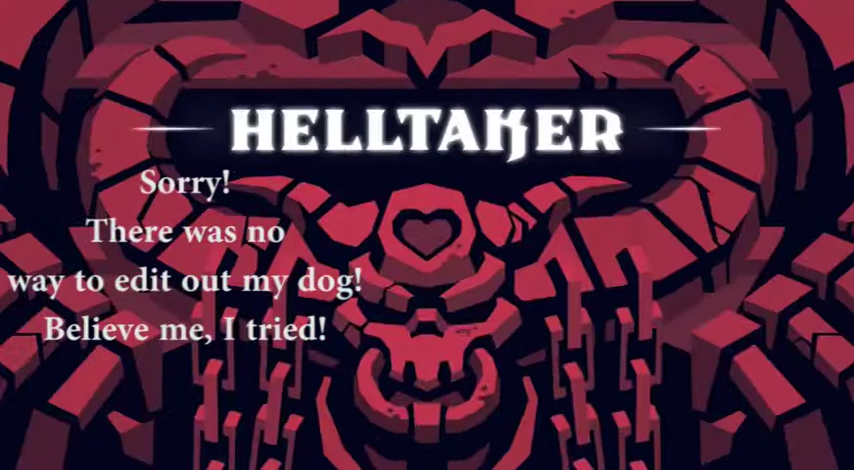 HELLTAKER
Sorry!
There was no
way to edit out my dog!
Believe me, I tried!